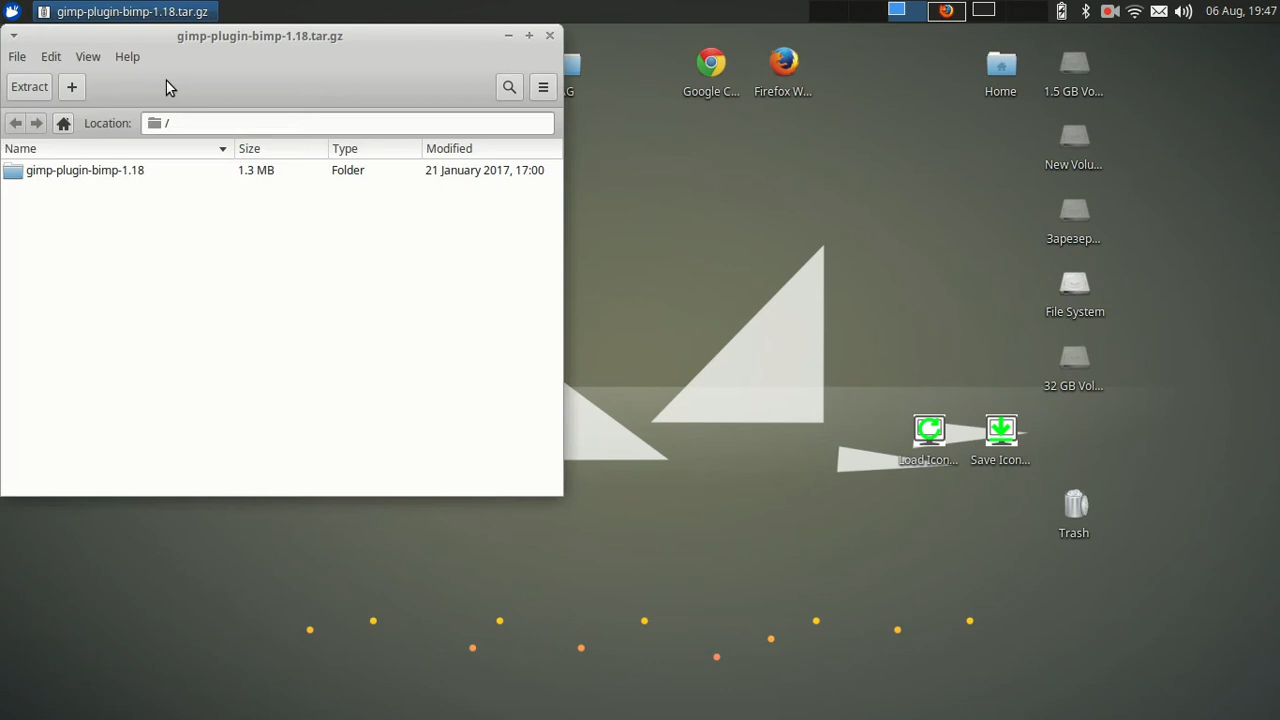 gimp-plugin-bimp-1.18.tar.gz
06 Aug, 19:47
gimp-plugin-bimp-1.18.tar.gz
File Edit View Help
Extract
Location: /
Name Size Type Modified
gimp-plugin-bimp-1.18 1.3 MB Folder 21 January 2017, 17:00
AG
Google C...
Firefox W...
Home
1.5 GB Vo...
New Volu...
Зарезер...
File System
32 GB Vol...
Load Icon...
Save Icon...
Trash